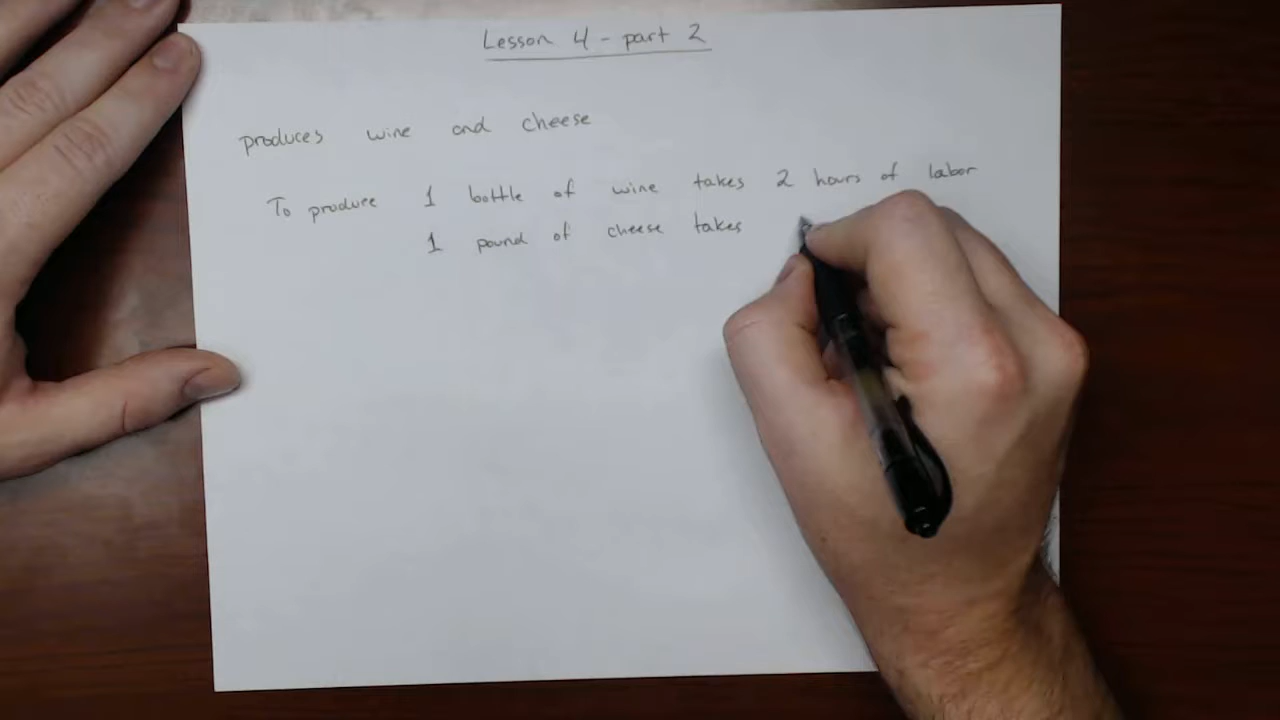 Lesson 4 - part 2
produces wine and cheese
To produce 1 bottle of wine takes 2 hours of labor
1 pound of cheese takes